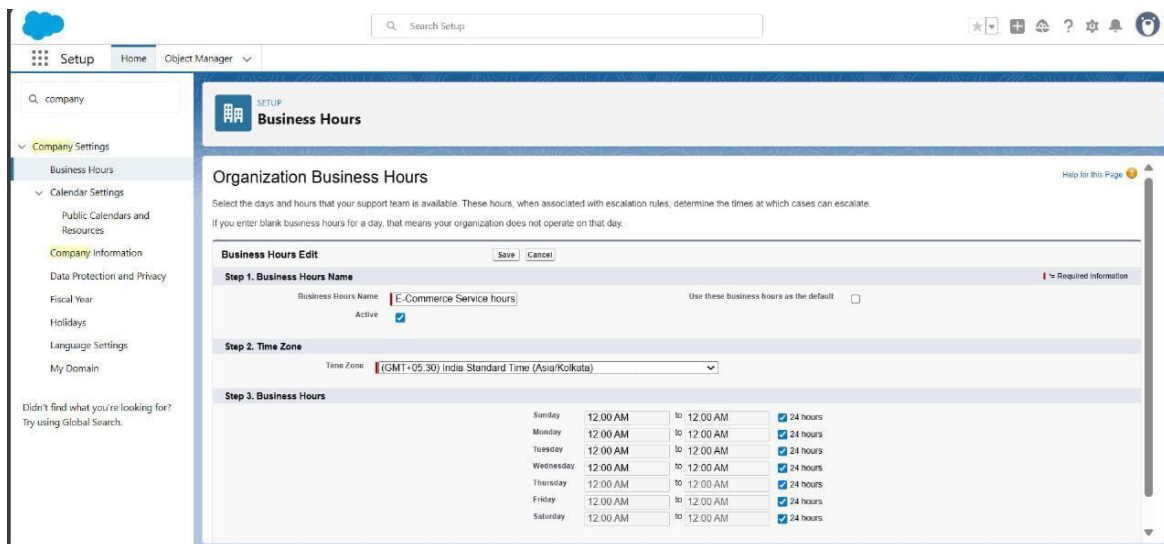 Search Setup
Setup Home Object Manager
company
Company Settings
Business Hours
Calendar Settings
Public Calendars and
Resources
Company Information
Data Protection and Privacy
Fiscal Year
Holidays
Language Settings
My Domain
Didn't find what you're looking for?
Try using Global Search.
SETUP
Business Hours
Organization Business Hours
Help for this Page
Select the days and hours that your support team is available. These hours, when associated with escalation rules, determine the times at which cases can escalate.
If you enter blank business hours for a day, that means your organization does not operate on that day.
Business Hours Edit Save Cancel
Step 1. Business Hours Name = Required Information
Business Hours Name E-Commerce Service hours Use these business hours as the default
Active
Step 2. Time Zone
Time Zone (GMT+05:30) India Standard Time (Asia/Kolkata)
Step 3. Business Hours
Sunday 12:00 AM to 12:00 AM 24 hours
Monday 12:00 AM to 12:00 AM 24 hours
Tuesday 12:00 AM to 12:00 AM 24 hours
Wednesday 12:00 AM to 12:00 AM 24 hours
Thursday 12:00 AM to 12:00 AM 24 hours
Friday 12:00 AM to 12:00 AM 24 hours
Saturday 12:00 AM to 12:00 AM 24 hours